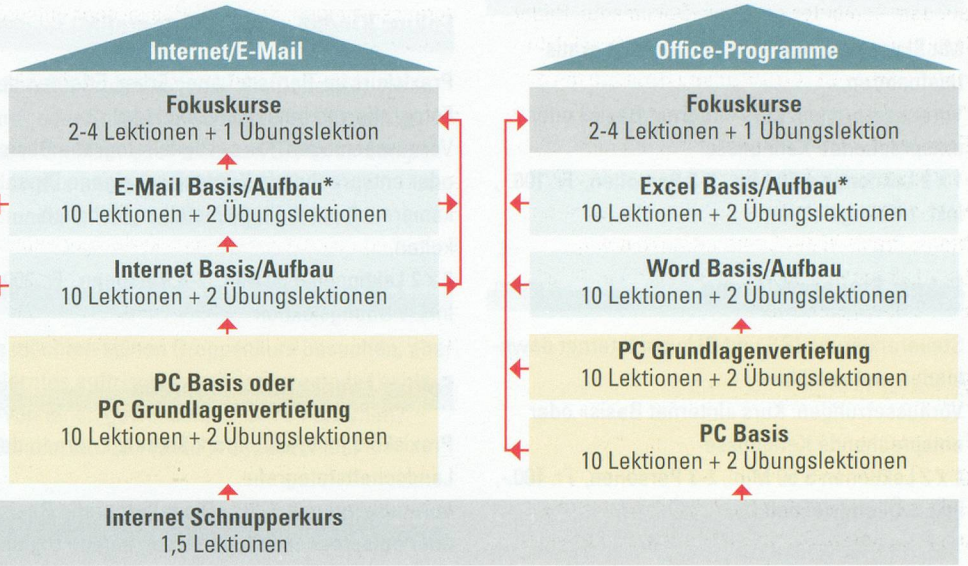 Internet/E-Mail
Fokuskurse
2-4 Lektionen + 1 Übungslektion
E-Mail Basis/Aufbau*
10 Lektionen + 2 Übungslektionen
Internet Basis/Aufbau
10 Lektionen + 2 Übungslektionen
PC Basis oder
PC Grundlagenvertiefung
10 Lektionen + 2 Übungslektionen
Internet Schnupperkurs
1,5 Lektionen
Office-Programme
Fokuskurse
2-4 Lektionen + 1 Übungslektion
Excel Basis/Aufbau*
10 Lektionen + 2 Übungslektionen
Word Basis/Aufbau
10 Lektionen + 2 Übungslektionen
PC Grundlagenvertiefung
10 Lektionen + 2 Übungslektionen
PC Basis
10 Lektionen + 2 Übungslektionen